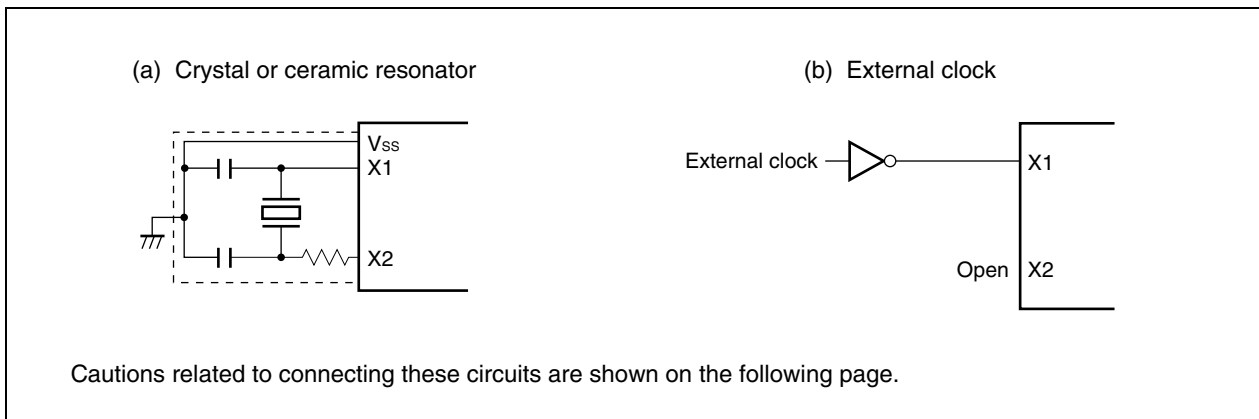 (a) Crystal or ceramic resonator
VSS
X1
X2
(b) External clock
External clock
X1
Open
X2
Cautions related to connecting these circuits are shown on the following page.